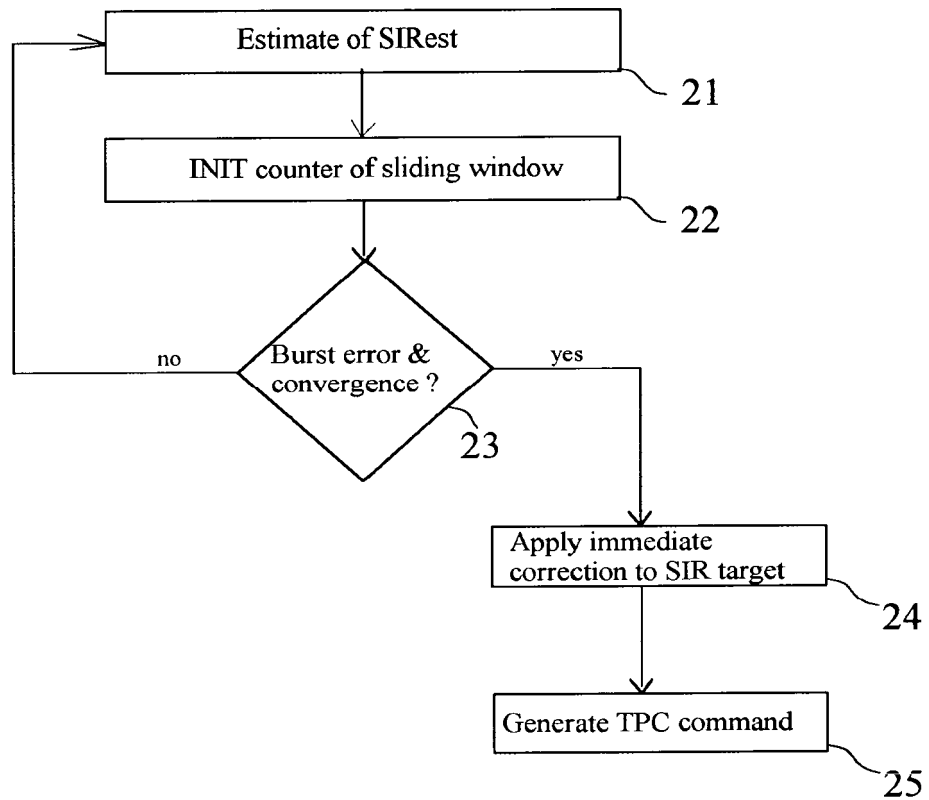 Estimate of SIRest
21
INIT counter of sliding window
22
Burst error &
convergence ?
no
yes
23
Apply immediate
correction to SIR target
24
Generate TPC command
25